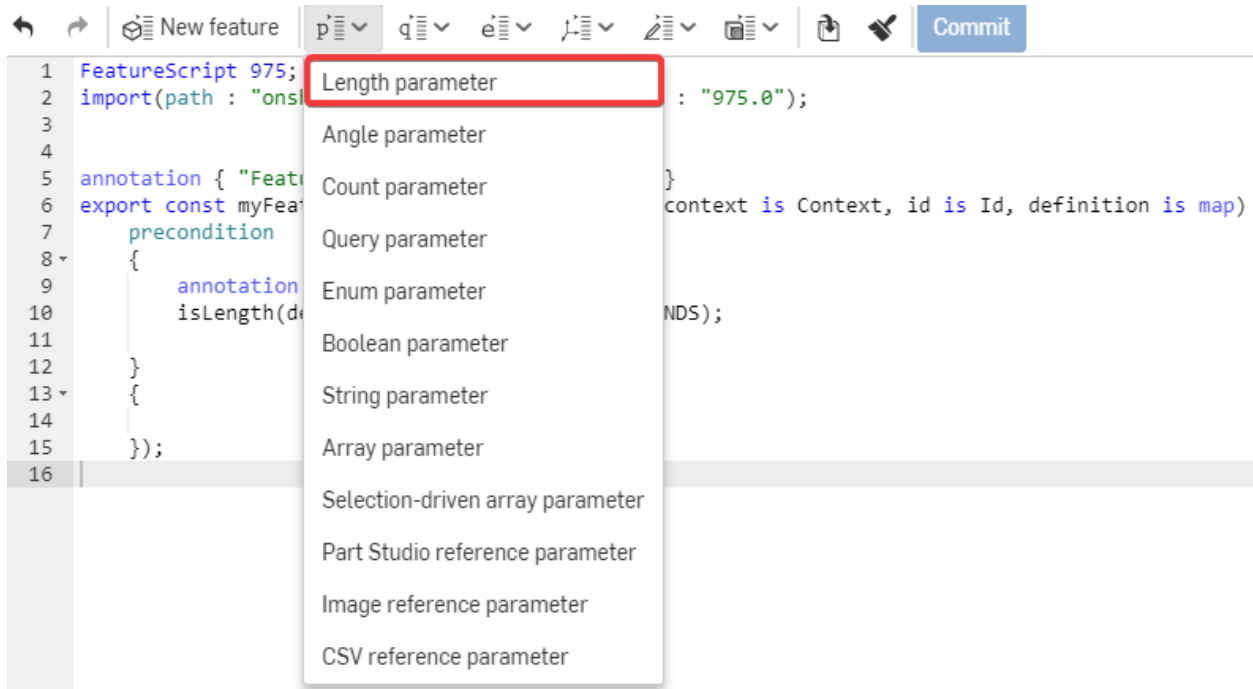 New feature p q e Commit
1 FeatureScript 975;
Length parameter
2 import(path : "ons : "975.0");
3
Angle parameter
4
5 annotation { "Featu }
Count parameter
6 export const myFeat context is Context, id is Id, definition is map)
7 precondition
Query parameter
8 {
9 annotation
Enum parameter
10 isLength(de NDS);
11
Boolean parameter
12 }
13 {
String parameter
14
15 });
Array parameter
16
Selection-driven array parameter
Part Studio reference parameter
Image reference parameter
CSV reference parameter